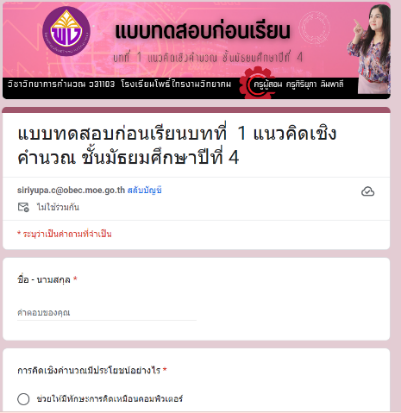 แบบทดสอบก่อนเรียน
บทที่ 1 แนวคิดเชิงคำนวณ ชั้นมัธยมศึกษาปีที่ 4
วิชาวิทยาการคำนวณ ว31103 โรงเรียนโพธิ์ไทรงามวิทยาคม ครูผู้สอน ครูศิริยุภา ลิมพาลี
แบบทดสอบก่อนเรียนบทที่ 1 แนวคิดเชิง
คำนวณ ชั้นมัธยมศึกษาปีที่ 4
siriyupa.c@obec.moe.go.th สลับบัญชี
ไม่ใช้ร่วมกัน
* ระบุว่าเป็นคำถามที่จำเป็น
ชื่อ - นามสกุล *
คำตอบของคุณ
การคิดเชิงคำนวณมีประโยชน์อย่างไร *
ช่วยให้มีทักษะการคิดเหมือนคอมพิวเตอร์